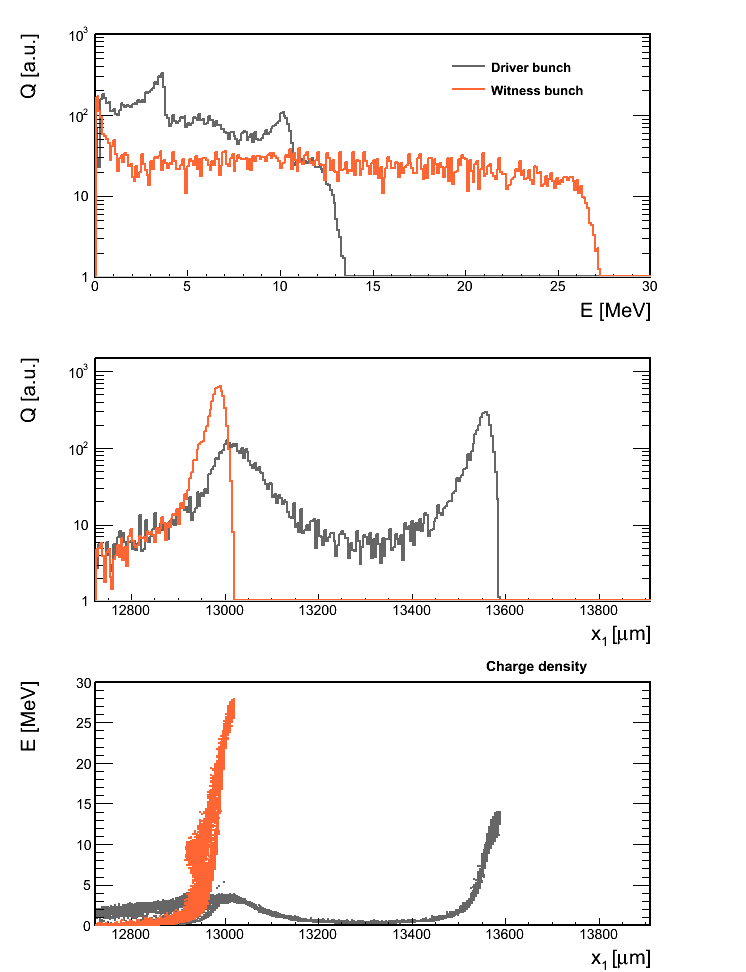 Q [a.u.]
10³
10²
10
1
Driver bunch
Witness bunch
0 5 10 15 20 25 30
E [MeV]
Q [a.u.]
10³
10²
10
1
12800 13000 13200 13400 13600 13800
x₁ [μm]
Charge density
E [MeV]
30
25
20
15
10
5
0
12800 13000 13200 13400 13600 13800
x₁ [μm]